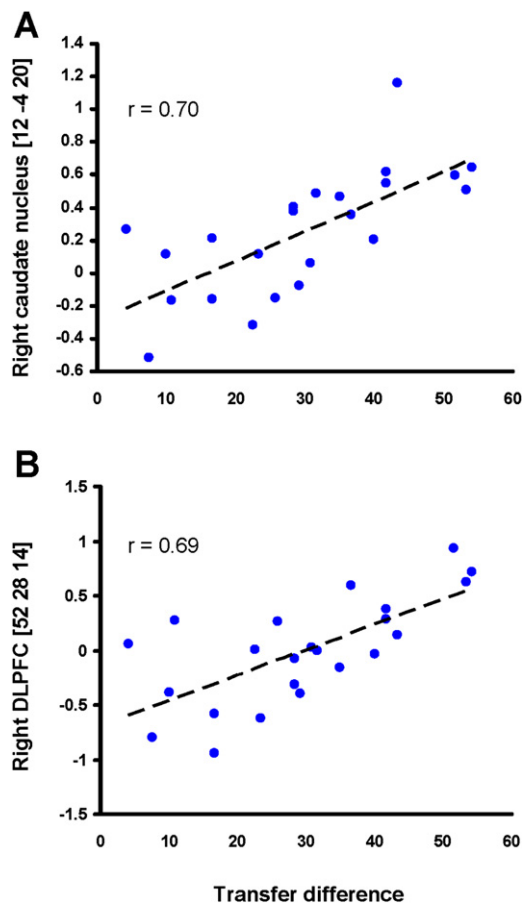 A
Right caudate nucleus [12 -4 20]
1.4
1.2
1
0.8
0.6
0.4
0.2
0
-0.2
-0.4
-0.6
r = 0.70
0 10 20 30 40 50 60
B
Right DLPFC [52 28 14]
1.5
1
0.5
0
-0.5
-1
-1.5
r = 0.69
0 10 20 30 40 50 60
Transfer difference